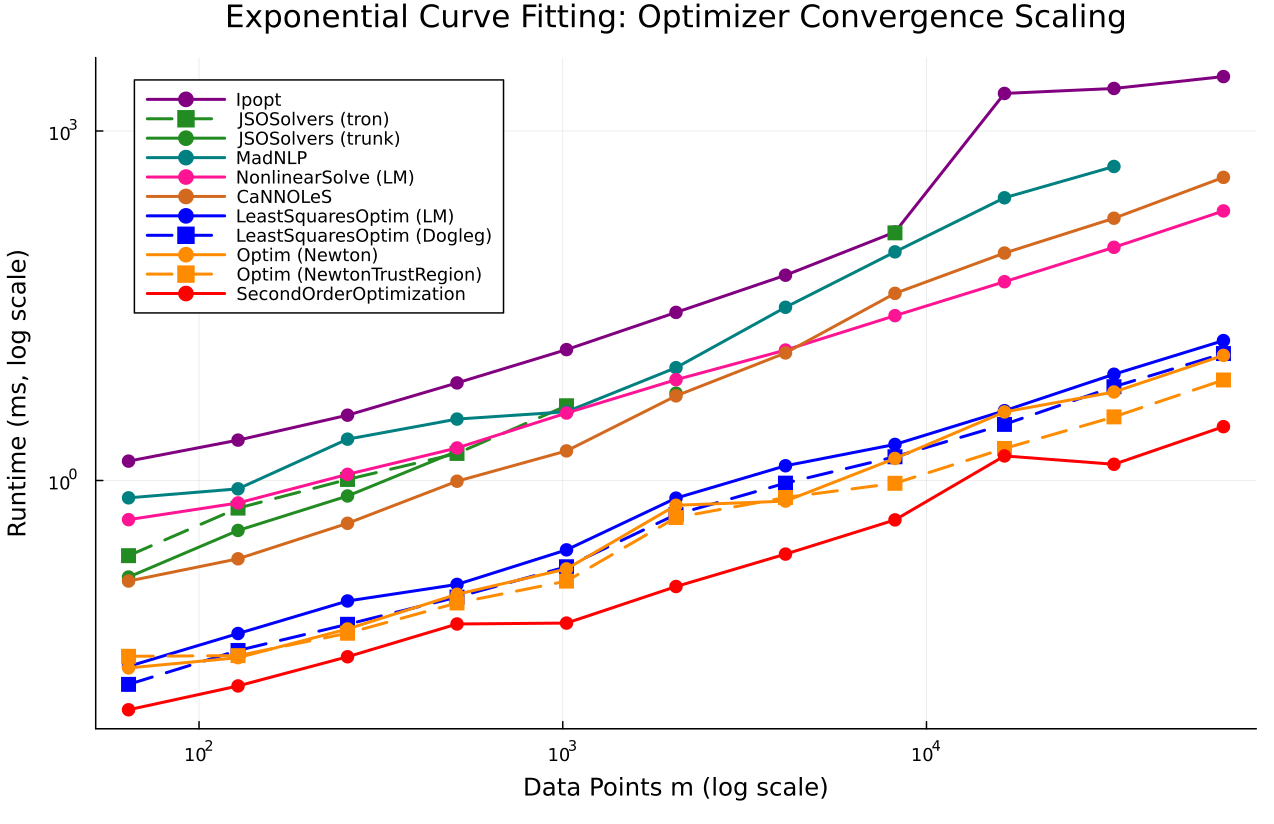 Exponential Curve Fitting: Optimizer Convergence Scaling
Runtime (ms, log scale)
10³
10⁰
Ipopt
JSOSolvers (tron)
JSOSolvers (trunk)
MadNLP
NonlinearSolve (LM)
CaNNOLeS
LeastSquaresOptim (LM)
LeastSquaresOptim (Dogleg)
Optim (Newton)
Optim (NewtonTrustRegion)
SecondOrderOptimization
10² 10³ 10⁴
Data Points m (log scale)